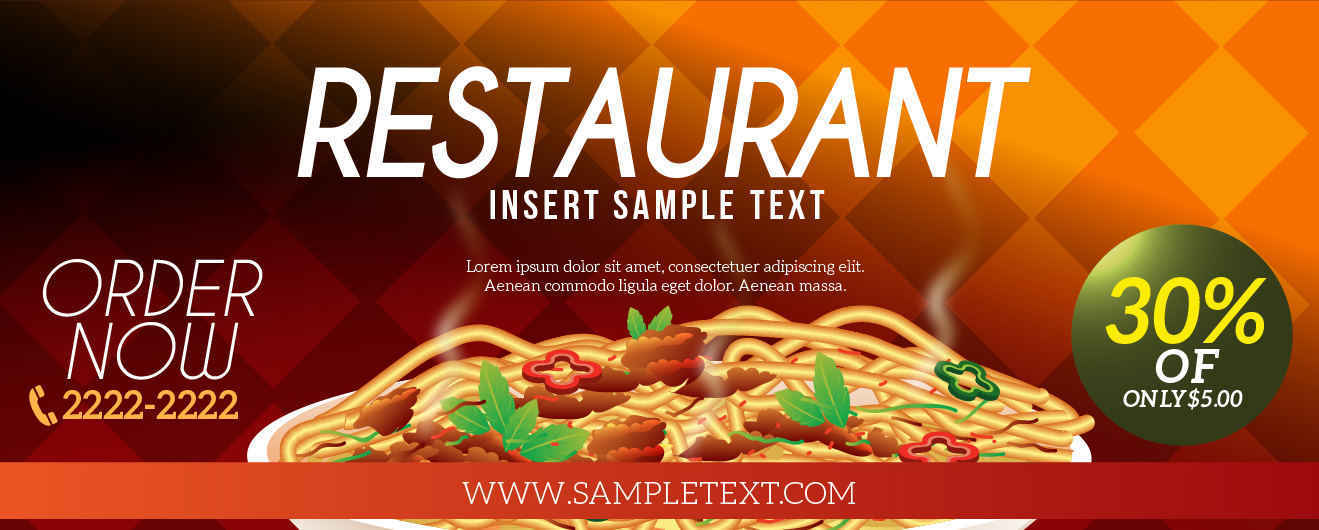 RESTAURANT
INSERT SAMPLE TEXT
Lorem ipsum dolor sit amet, consectetuer adipiscing elit.
Aenean commodo ligula eget dolor. Aenean massa.
ORDER
NOW
2222-2222
30%
OF
ONLY $5.00
WWW.SAMPLETEXT.COM